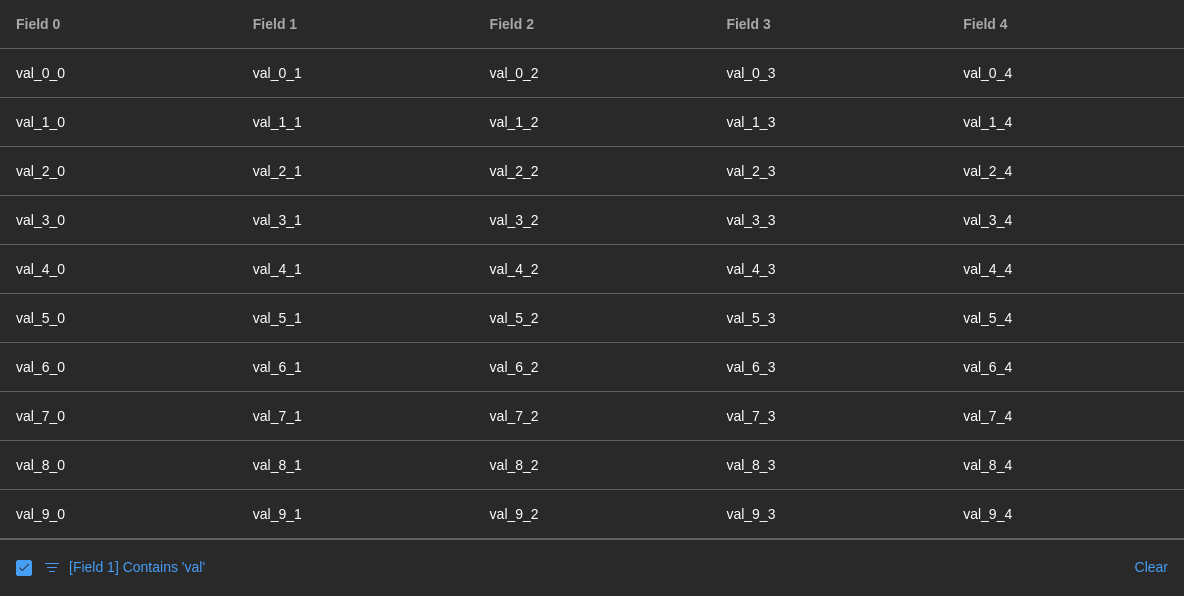 Field 0 Field 1 Field 2 Field 3 Field 4
val_0_0 val_0_1 val_0_2 val_0_3 val_0_4
val_1_0 val_1_1 val_1_2 val_1_3 val_1_4
val_2_0 val_2_1 val_2_2 val_2_3 val_2_4
val_3_0 val_3_1 val_3_2 val_3_3 val_3_4
val_4_0 val_4_1 val_4_2 val_4_3 val_4_4
val_5_0 val_5_1 val_5_2 val_5_3 val_5_4
val_6_0 val_6_1 val_6_2 val_6_3 val_6_4
val_7_0 val_7_1 val_7_2 val_7_3 val_7_4
val_8_0 val_8_1 val_8_2 val_8_3 val_8_4
val_9_0 val_9_1 val_9_2 val_9_3 val_9_4
[Field 1] Contains 'val' Clear